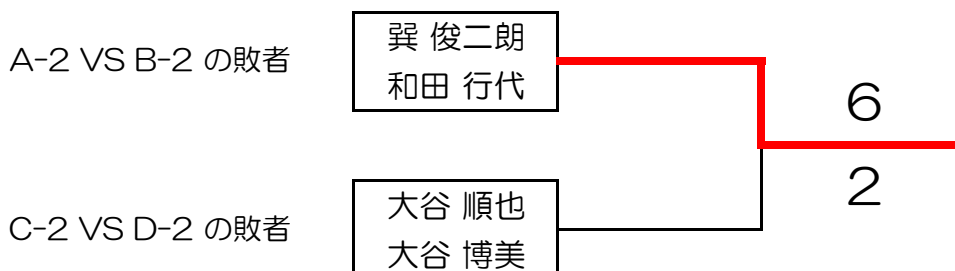 巽 俊二朗
A-2 VS B-2 の敗者
和田 行代
6
2
大谷 順也
C-2 VS D-2 の敗者
大谷 博美